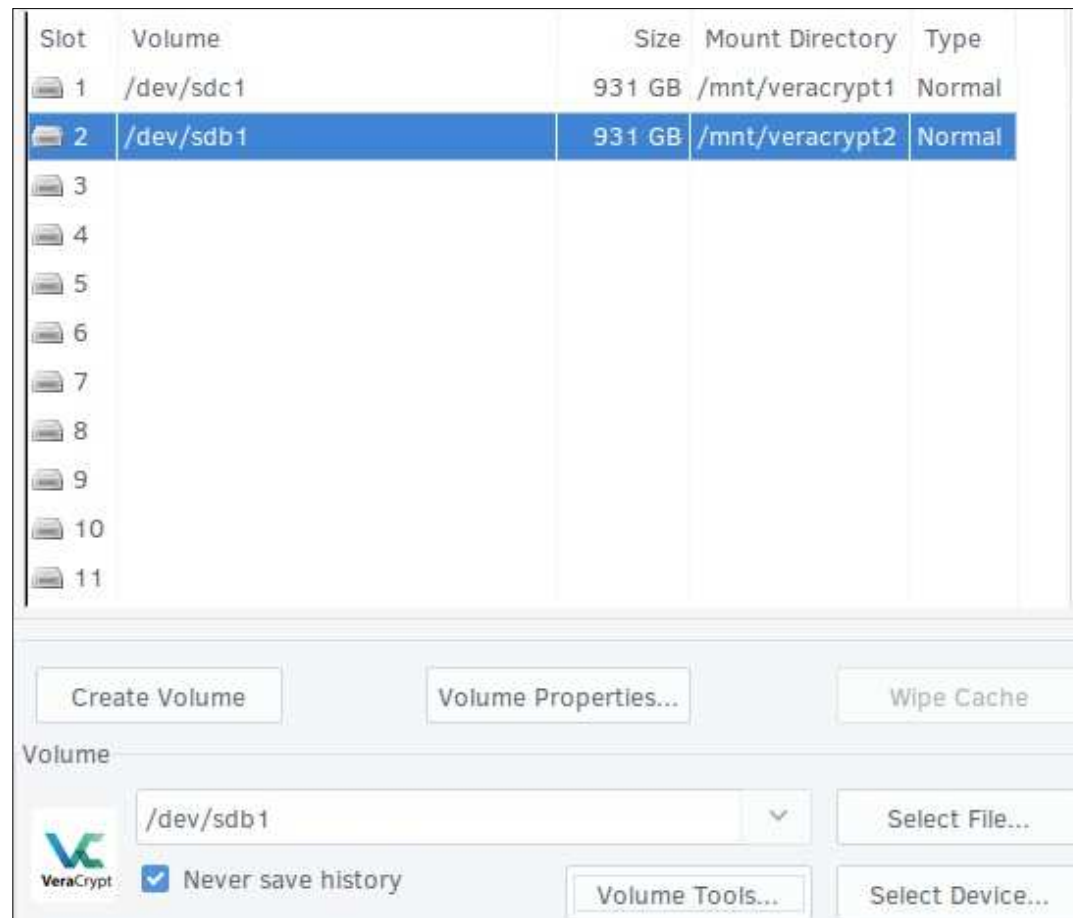 Slot Volume Size Mount Directory Type
1 /dev/sdc1 931 GB /mnt/veracrypt1 Normal
2 /dev/sdb1 931 GB /mnt/veracrypt2 Normal
3
4
5
6
7
8
9
10
11
Create Volume Volume Properties... Wipe Cache
Volume
/dev/sdb1 Select File...
VeraCrypt Never save history
Volume Tools... Select Device...